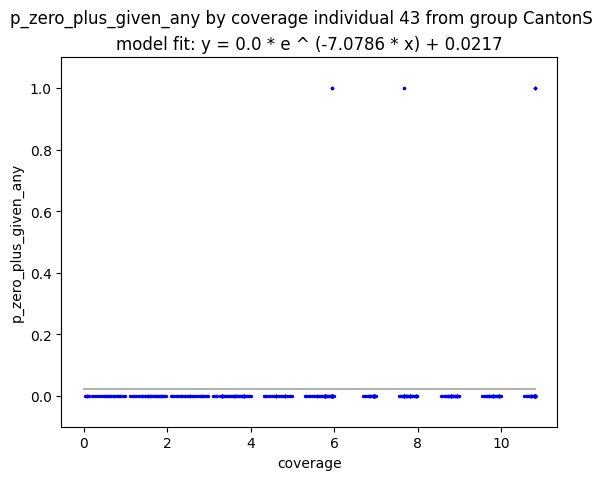 p_zero_plus_given_any by coverage individual 43 from group CantonS
model fit: y = 0.0 * e ^ (-7.0786 * x) + 0.0217
1.0
0.8
0.6
0.4
0.2
0.0
p_zero_plus_given_any
0 2 4 6 8 10
coverage